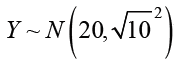 Y ~ N(20, √10²)